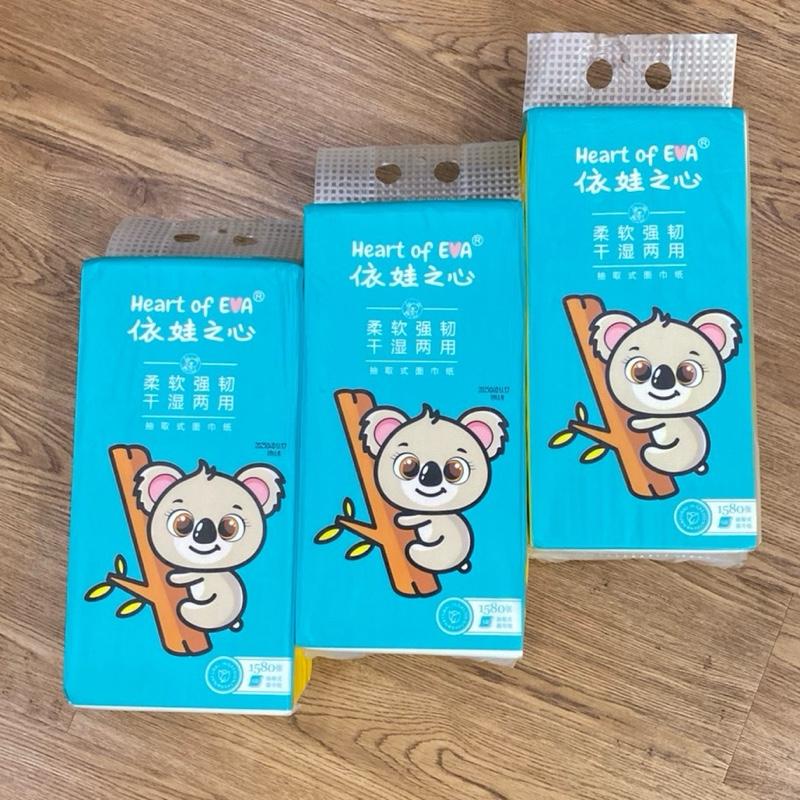 Heart of EVA®
依娃之心
柔软强韧
干湿两用
抽取式面巾纸
1580张
Heart of EVA®
依娃之心
柔软强韧
干湿两用
抽取式面巾纸
1580张
Heart of EVA®
依娃之心
柔软强韧
干湿两用
抽取式面巾纸
1580张